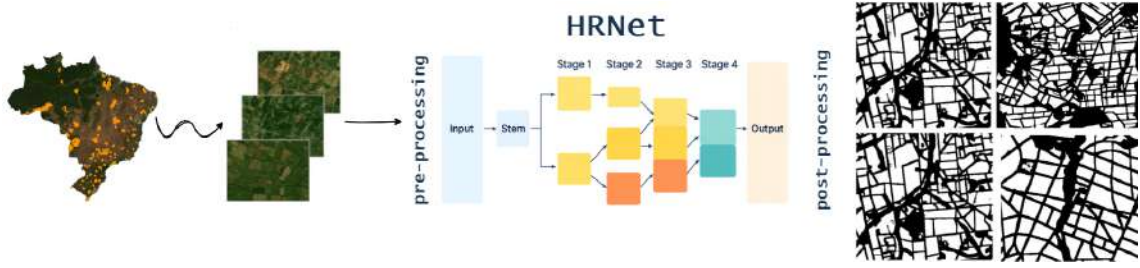 HRNet
pre-processing
Input
Stem
Stage 1
Stage 2
Stage 3
Stage 4
Output
post-processing